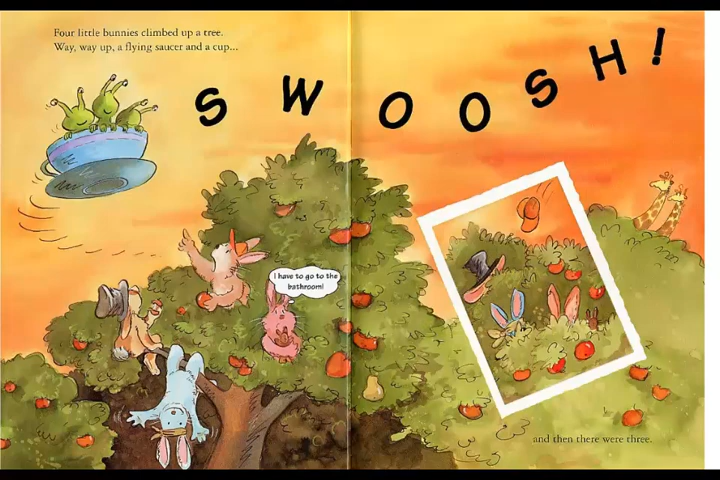 Four little bunnies climbed up a tree.
Way, way up, a flying saucer and a cup...
SWOOSH!
I have to go to the
bathroom!
and then there were three.